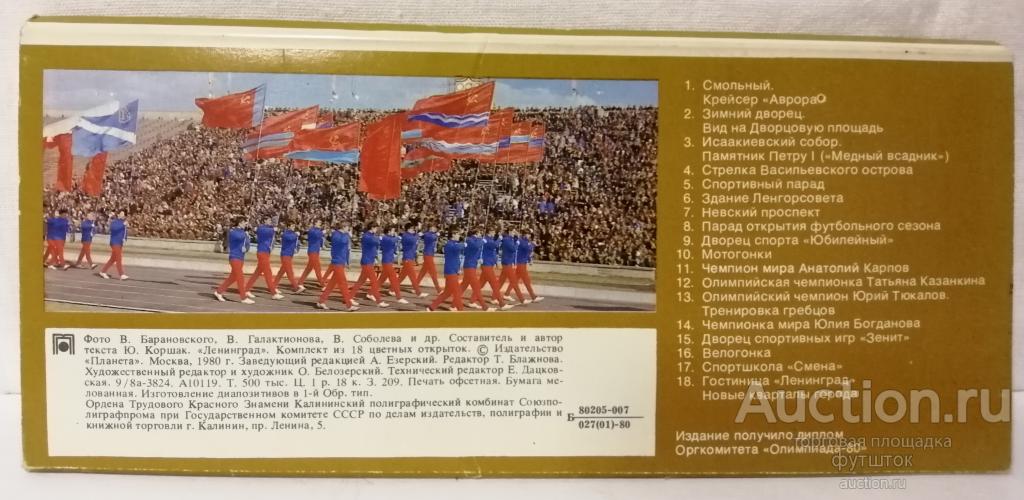 1. Смольный.
Крейсер «Аврора»
2. Зимний дворец.
Вид на Дворцовую площадь
3. Исаакиевский собор.
Памятник Петру I («Медный всадник»)
4. Стрелка Васильевского острова
5. Спортивный парад
6. Здание Ленгорсовета
7. Невский проспект
8. Парад открытия футбольного сезона
9. Дворец спорта «Юбилейный»
10. Мотогонки
11. Чемпион мира Анатолий Карпов
12. Олимпийская чемпионка Татьяна Казанкина
13. Олимпийский чемпион Юрий Тюкалов.
Тренировка гребцов
14. Чемпионка мира Юлия Богданова
15. Дворец спортивных игр «Зенит»
16. Велогонка
17. Спортшкола «Смена»
18. Гостиница «Ленинград»
Новые кварталы города
Издание получило диплом
Оргкомитета «Олимпиада-80»
Фото В. Барановского, В. Галактионова, В. Соболева и др. Составитель и автор
текста Ю. Коршак. «Ленинград». Комплект из 18 цветных открыток. © Издательство
«Планета». Москва, 1980 г. Заведующий редакцией А. Езерский. Редактор Т. Блажнова.
Художественный редактор и художник О. Белозерский. Технический редактор Е. Дацков-
ская. 9/8а-3824. А10119. Т. 500 тыс. Ц. 1 р. 18 к. З. 209. Печать офсетная. Бумага ме-
лованная. Изготовление диапозитивов в 1-й Обр. тип.
Ордена Трудового Красного Знамени Калининский полиграфический комбинат Союзпо-
лиграфпрома при Государственном комитете СССР по делам издательств, полиграфии и
книжной торговли г. Калинин, пр. Ленина, 5.
Б 80205-007
027(01)-80
Auction.ru
торговая площадка
футшток
auction.ru